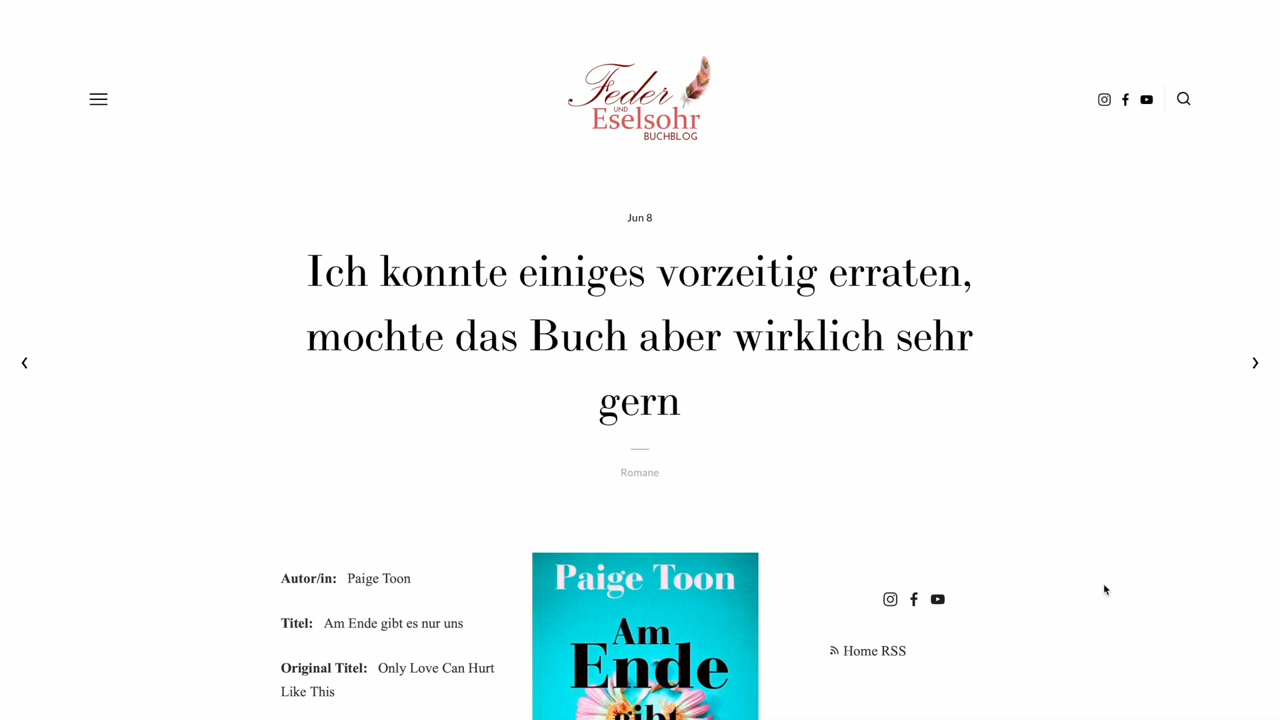 Feder
UND
Eselsohr
BUCHBLOG
Jun 8
Ich konnte einiges vorzeitig erraten,
mochte das Buch aber wirklich sehr
gern
Romane
Autor/in: Paige Toon
Titel: Am Ende gibt es nur uns
Original Titel: Only Love Can Hurt
Like This
Paige Toon
Am
Ende
gibt
Home RSS